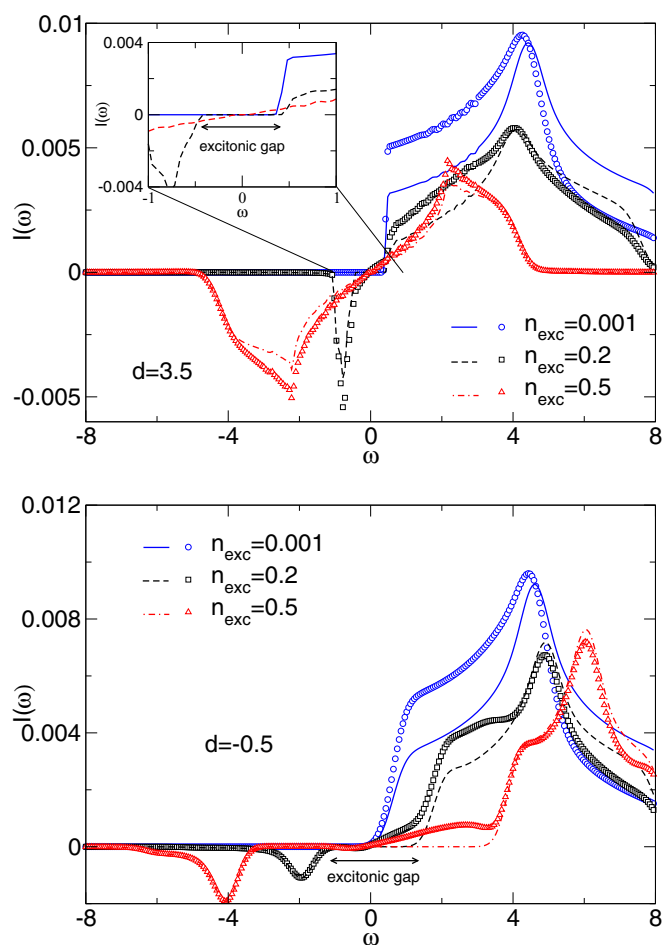 0.01
0.004
0
-0.004
I(ω)
excitonic gap
-1
0
1
ω
0.005
0
-0.005
I(ω)
d=3.5
n_exc=0.001
n_exc=0.2
n_exc=0.5
-8
-4
0
4
8
ω
0.012
0.008
0.004
0
I(ω)
n_exc=0.001
n_exc=0.2
n_exc=0.5
d=-0.5
excitonic gap
-8
-4
0
4
8
ω